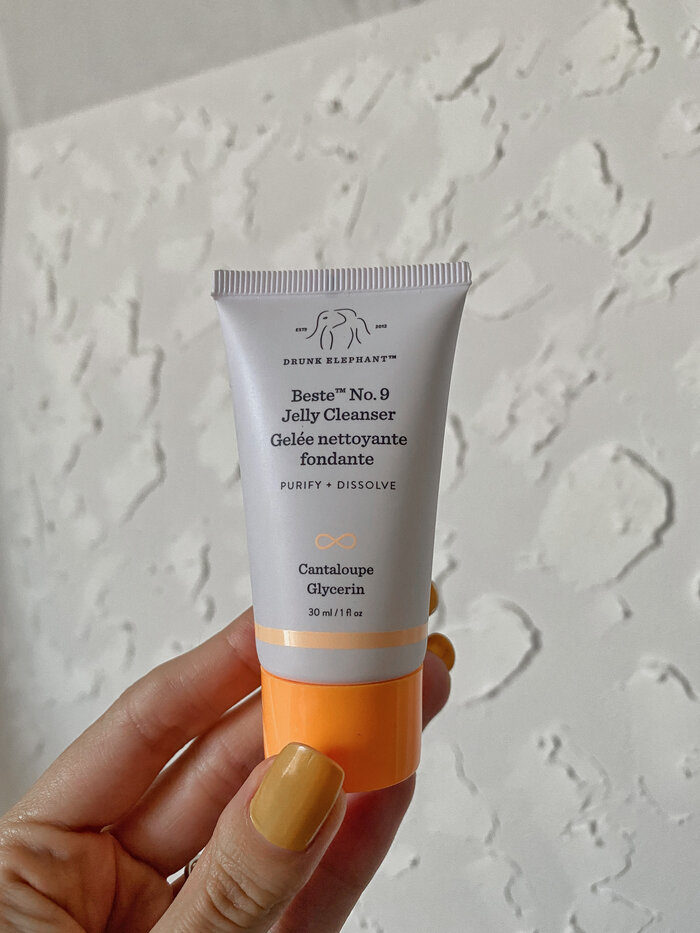 ESTD 2012
DRUNK ELEPHANT™
Beste™ No. 9
Jelly Cleanser
Gelée nettoyante
fondante
PURIFY + DISSOLVE
Cantaloupe
Glycerin
30 ml / 1 fl oz